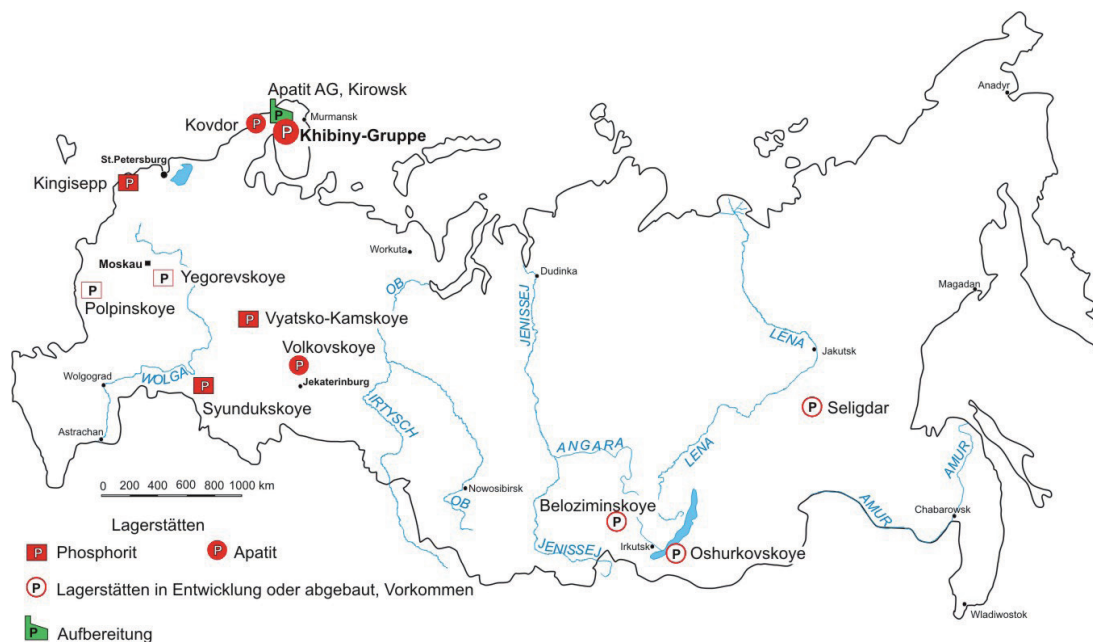 Apatit AG, Kirowsk
P
Murmansk
Kovdor
P
P
Khibiny-Gruppe
Anadyr
St.Petersburg
Kingisepp
P
Workuta
Moskau
P
Yegorevskoye
P
Polpinskoye
OB
Dudinka
JENISSEJ
Magadan
P
Vyatsko-Kamskoye
LENA
Jakutsk
Volkovskoye
P
Wolgograd
WOLGA
P
Jekaterinburg
Syundukskoye
IRTYSCH
P
Seligdar
Astrachan
ANGARA
LENA
AMUR
0 200 400 600 800 1000 km
Nowosibirsk
OB
Beloziminskoye
P
AMUR
Chabarowsk
Lagerstätten
JENISSEJ
Irkutsk
P
Oshurkovskoye
P
Phosphorit
P
Apatit
P
Lagerstätten in Entwicklung oder abgebaut, Vorkommen
Wladiwostok
P
Aufbereitung